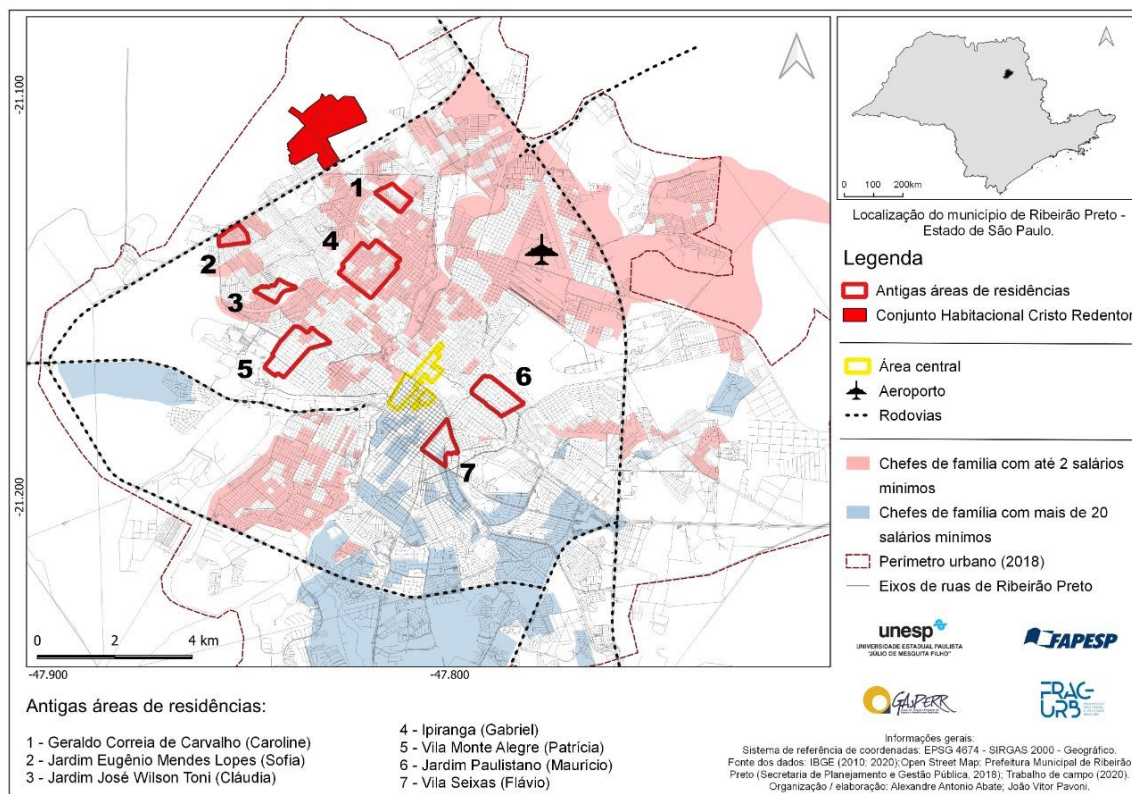 -21.100
-21.200
1
4
2
3
5
6
7
0 2 4 km
-47.900
-47.800
0 100 200km
Localização do município de Ribeirão Preto -
Estado de São Paulo.
Legenda
Antigas áreas de residências
Conjunto Habitacional Cristo Redentor
Área central
Aeroporto
Rodovias
Chefes de família com até 2 salários
mínimos
Chefes de família com mais de 20
salários mínimos
Perímetro urbano (2018)
Eixos de ruas de Ribeirão Preto
unesp
UNIVERSIDADE ESTADUAL PAULISTA
"JÚLIO DE MESQUITA FILHO"
FAPESP
GAsPERR
FRAG-
URB
Informações gerais:
Sistema de referência de coordenadas: EPSG 4674 - SIRGAS 2000 - Geográfico.
Fonte dos dados: IBGE (2010; 2020);Open Street Map; Prefeitura Municipal de Ribeirão
Preto (Secretaria de Planejamento e Gestão Pública, 2018); Trabalho de campo (2020).
Organização / elaboração: Alexandre Antonio Abate; João Vitor Pavoni.
Antigas áreas de residências:
1 - Geraldo Correia de Carvalho (Caroline)
2 - Jardim Eugênio Mendes Lopes (Sofia)
3 - Jardim José Wilson Toni (Cláudia)
4 - Ipiranga (Gabriel)
5 - Vila Monte Alegre (Patrícia)
6 - Jardim Paulistano (Maurício)
7 - Vila Seixas (Flávio)